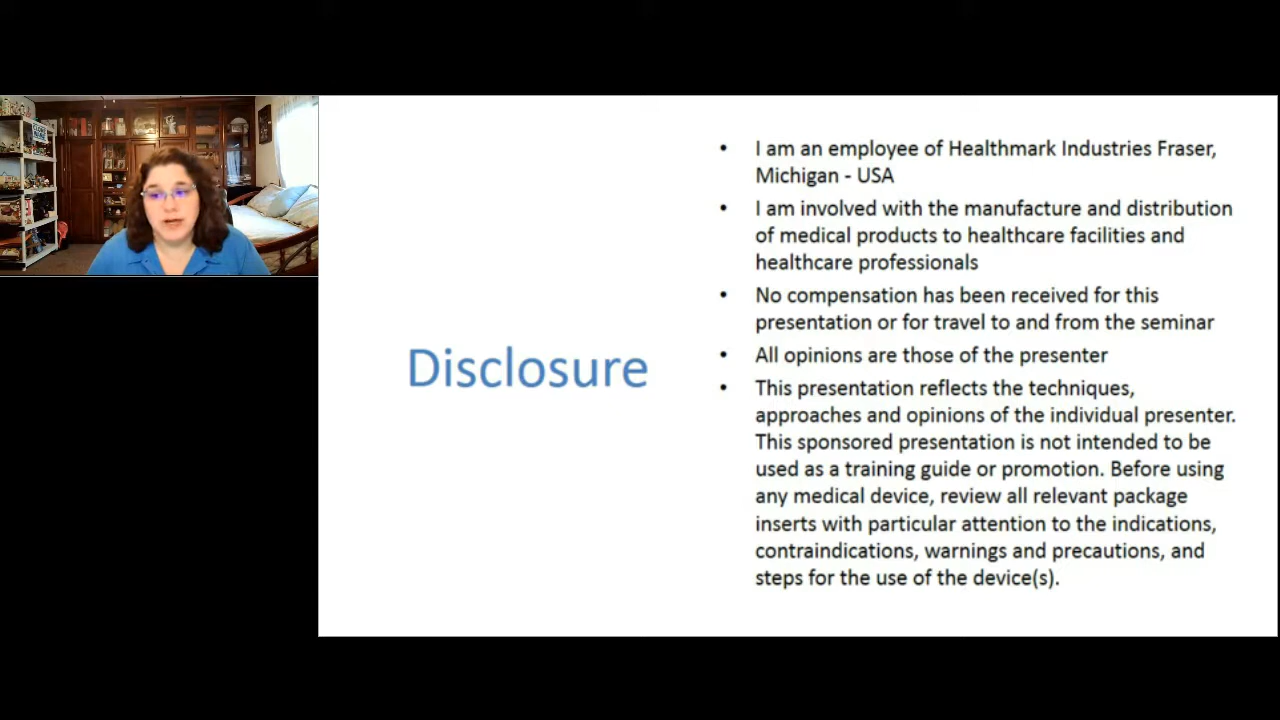 Disclosure
• I am an employee of Healthmark Industries Fraser,
Michigan - USA
• I am involved with the manufacture and distribution
of medical products to healthcare facilities and
healthcare professionals
• No compensation has been received for this
presentation or for travel to and from the seminar
• All opinions are those of the presenter
• This presentation reflects the techniques,
approaches and opinions of the individual presenter.
This sponsored presentation is not intended to be
used as a training guide or promotion. Before using
any medical device, review all relevant package
inserts with particular attention to the indications,
contraindications, warnings and precautions, and
steps for the use of the device(s).